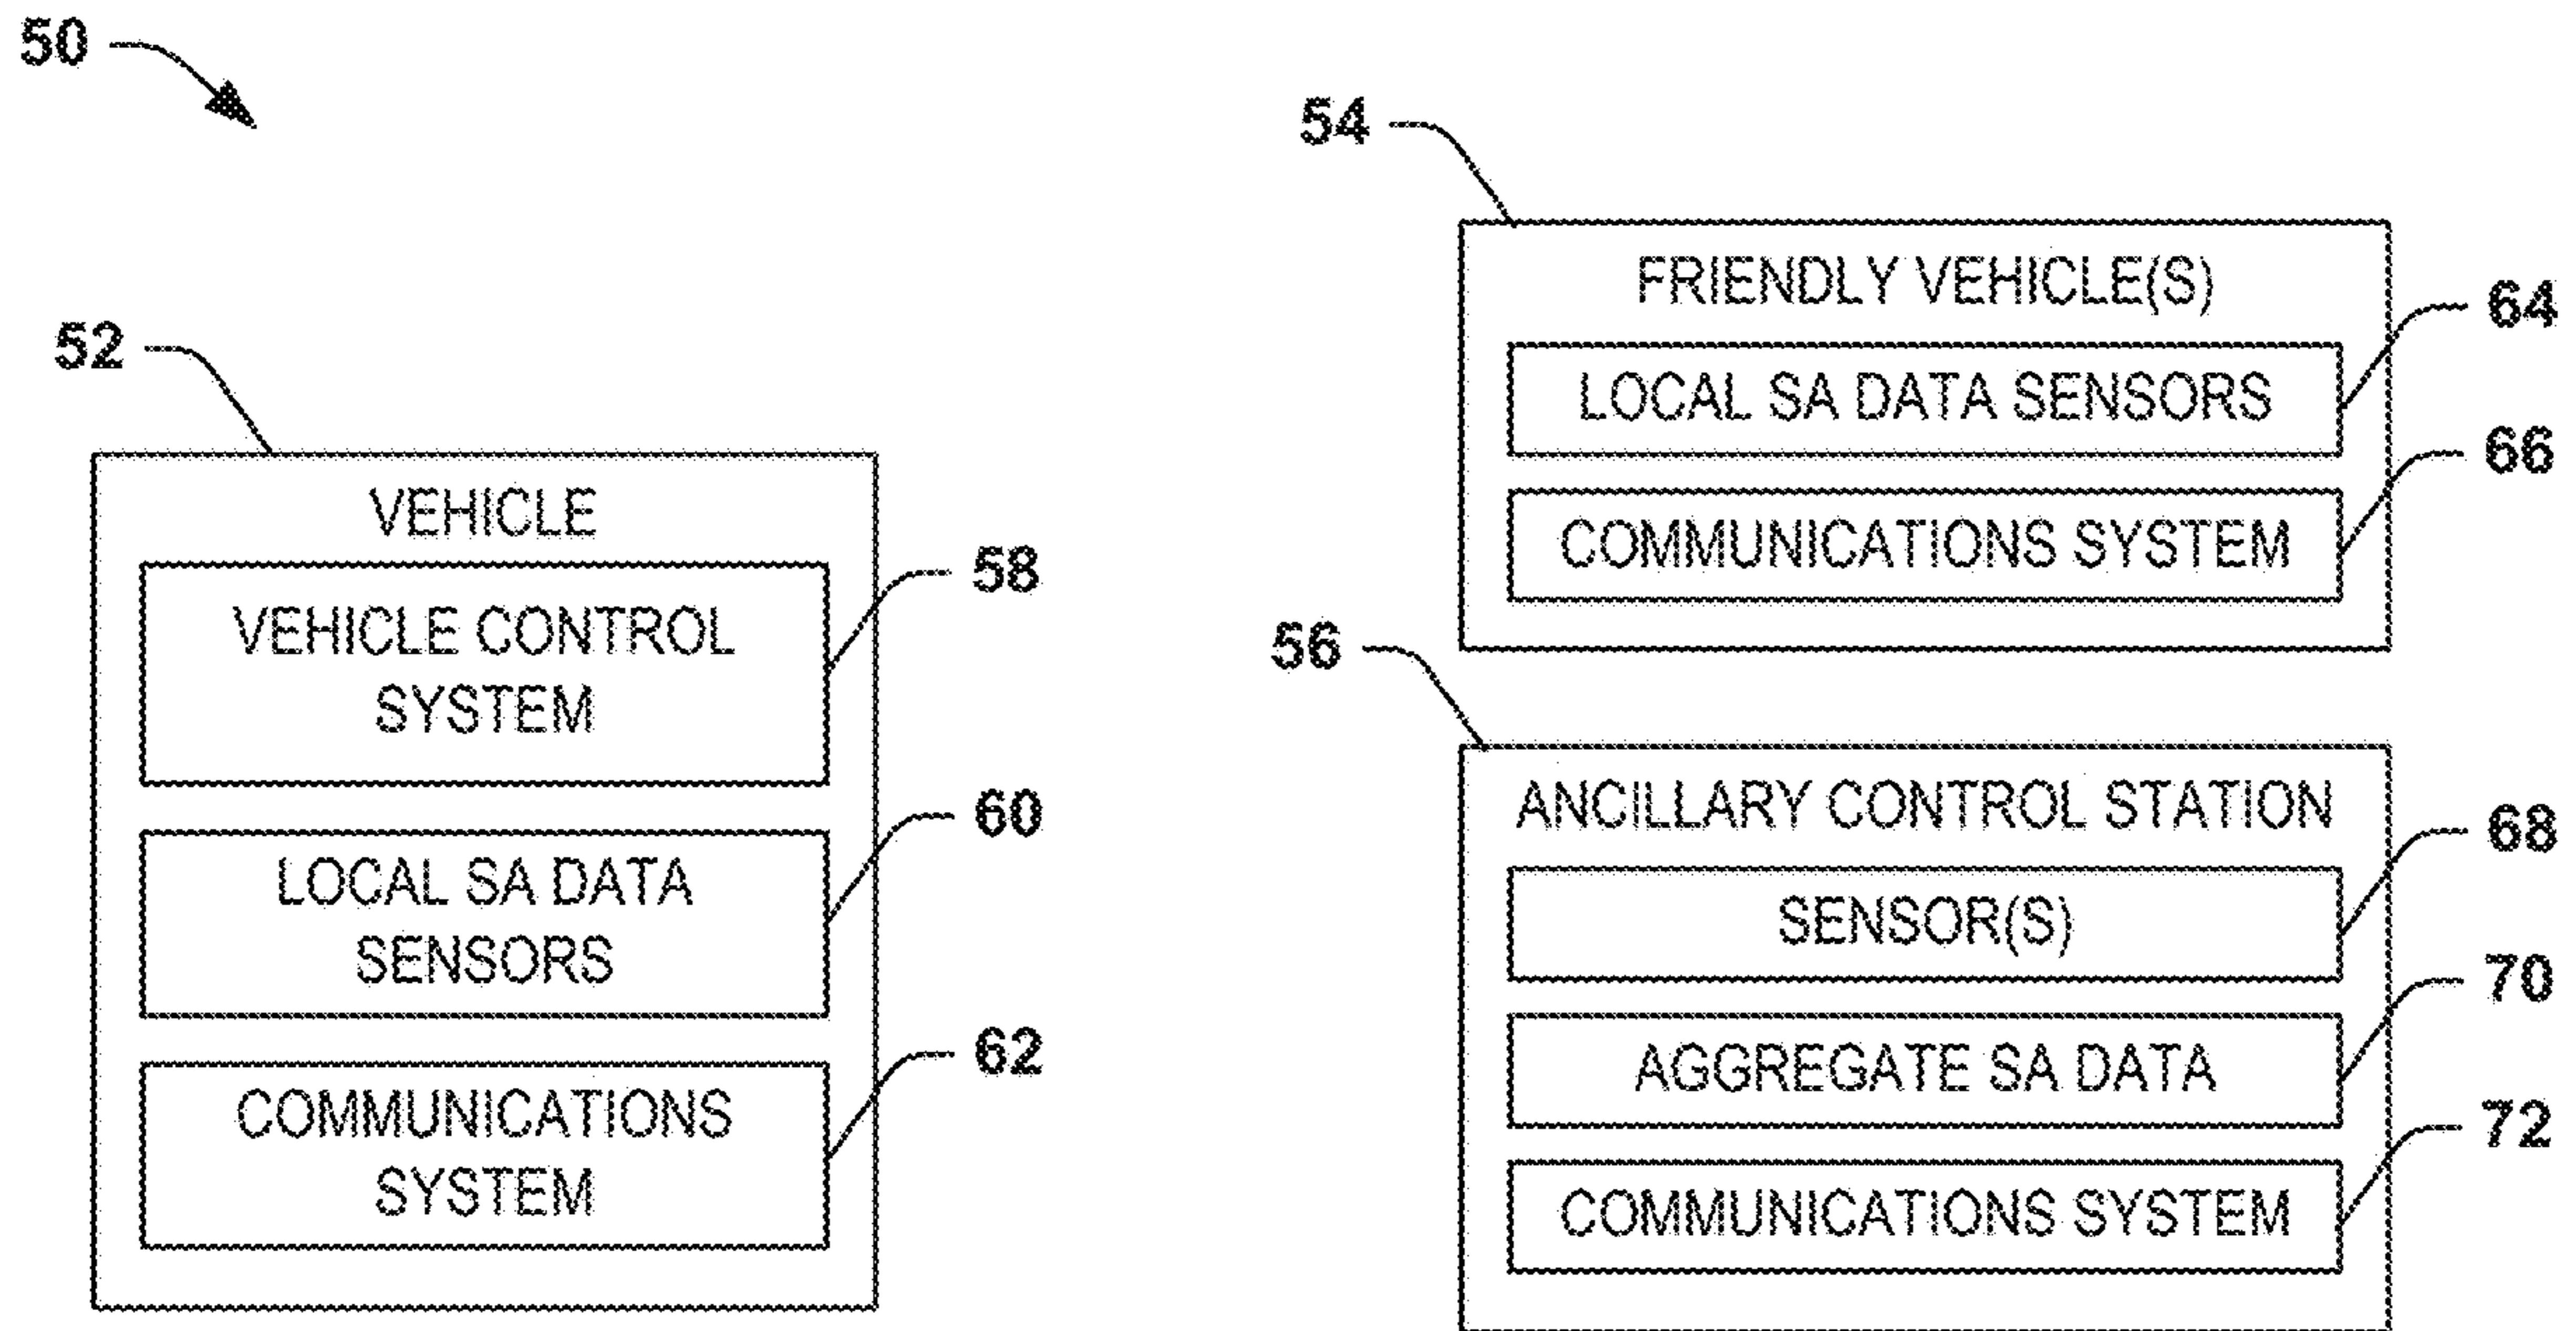 50
52
VEHICLE
VEHICLE CONTROL
SYSTEM
58
LOCAL SA DATA
SENSORS
60
COMMUNICATIONS
SYSTEM
62
54
FRIENDLY VEHICLE(S)
LOCAL SA DATA SENSORS
64
COMMUNICATIONS SYSTEM
66
56
ANCILLARY CONTROL STATION
SENSOR(S)
68
AGGREGATE SA DATA
70
COMMUNICATIONS SYSTEM
72